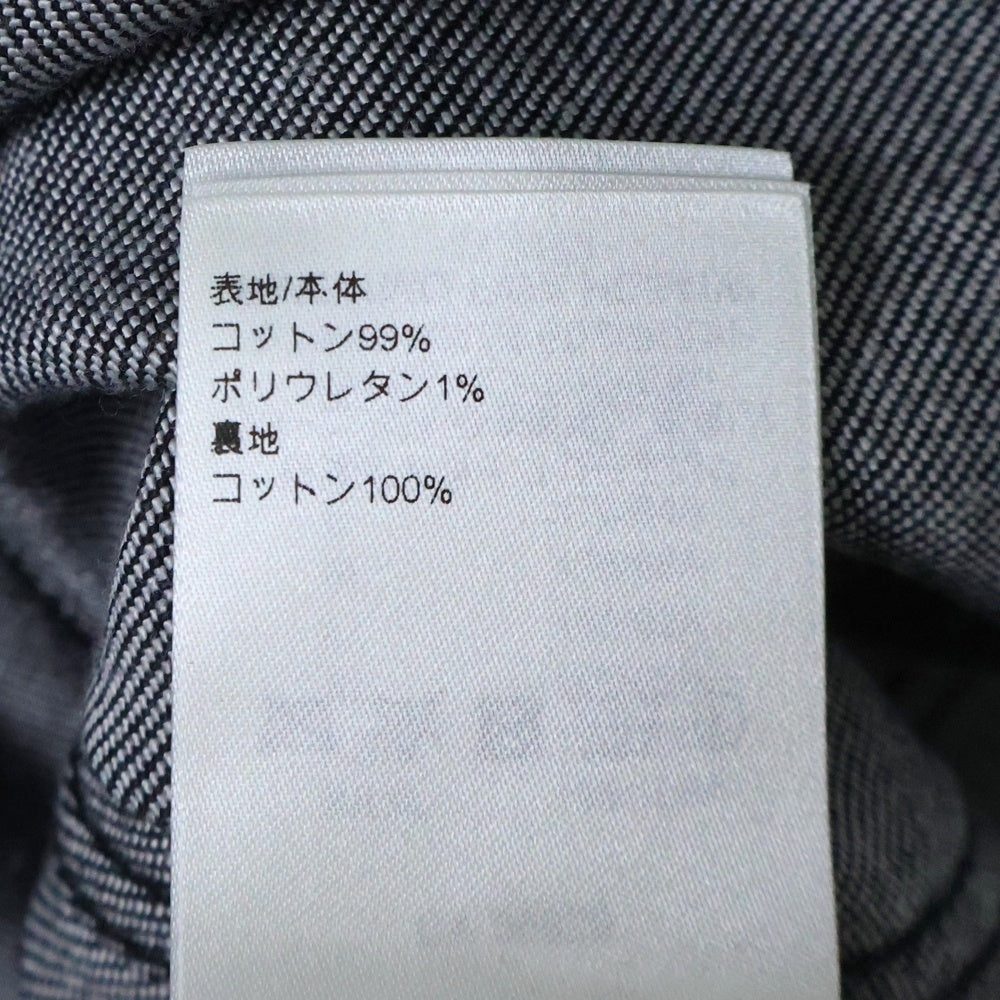 表地/本体
コットン99%
ポリウレタン1%
裏地
コットン100%